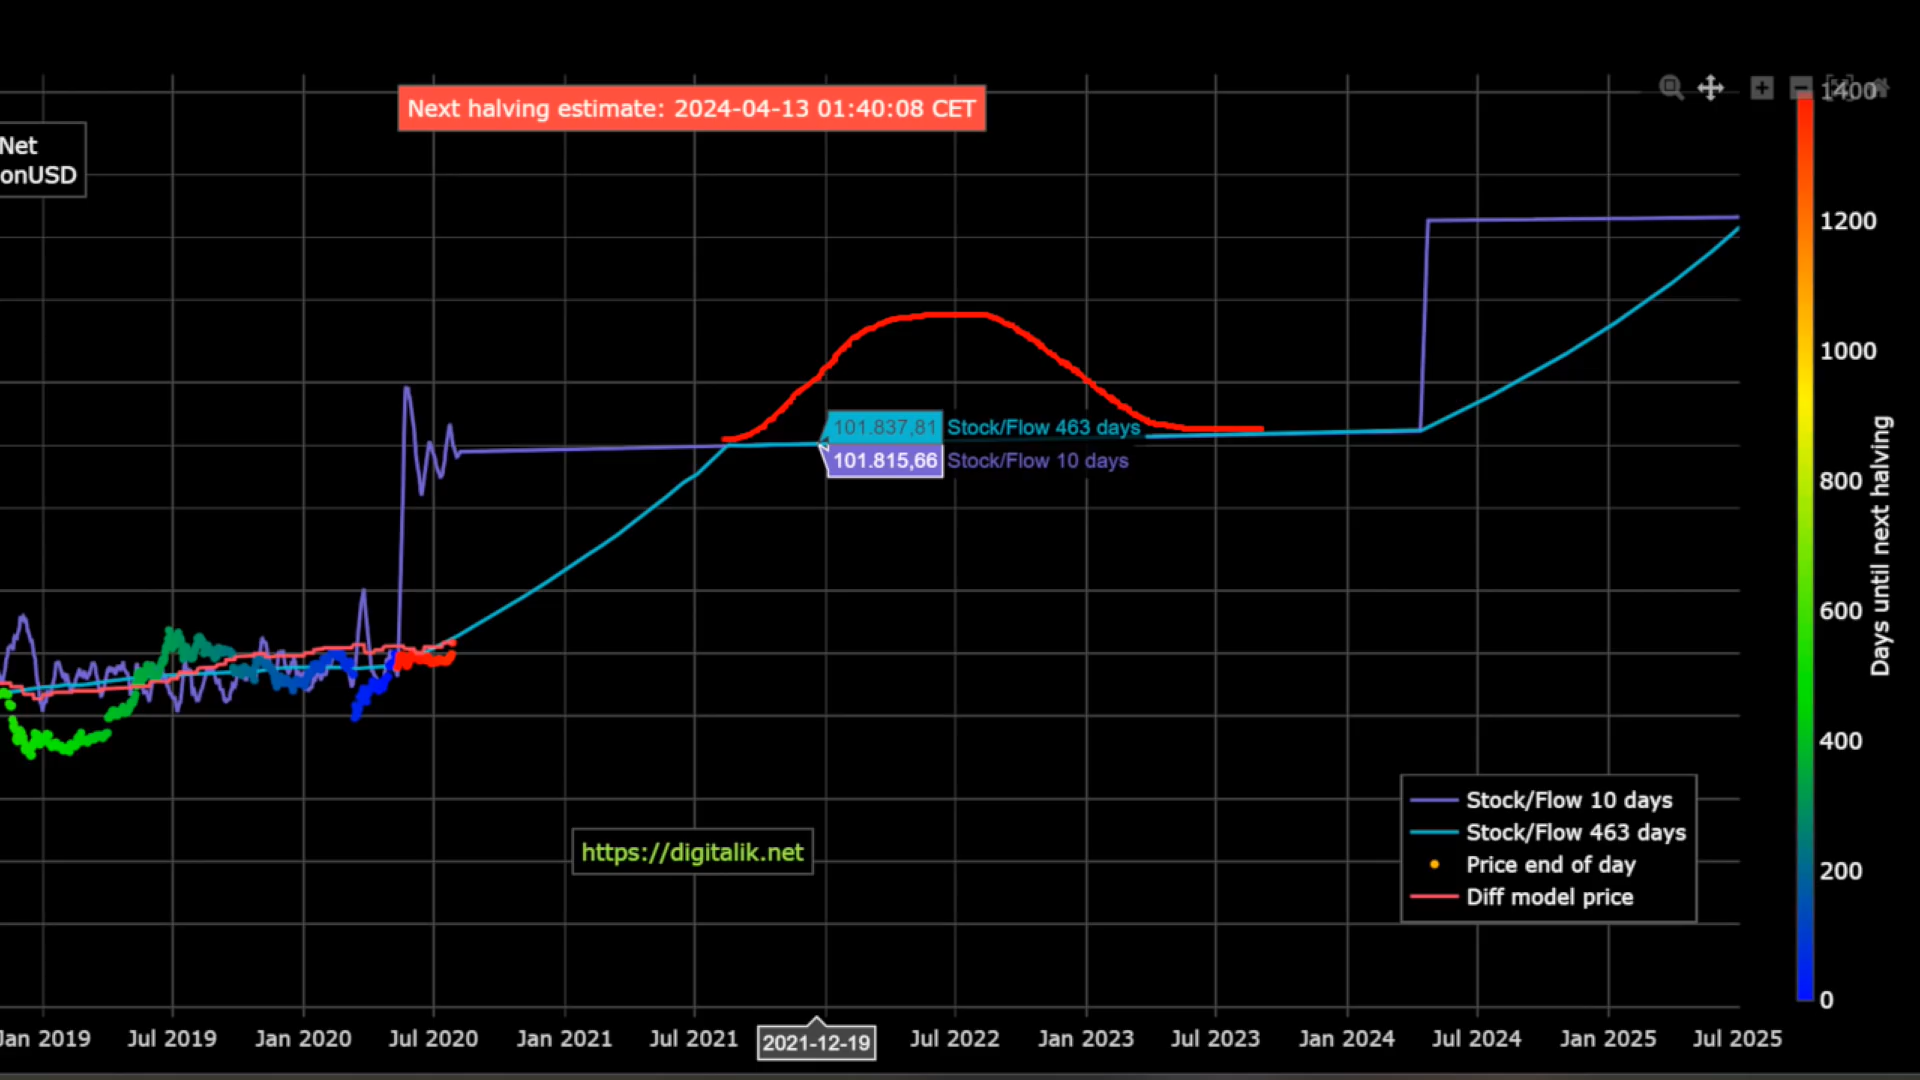 Next halving estimate: 2024-04-13 01:40:08 CET
Net
onUSD
1400
1200
1000
800
600
400
200
0
Days until next halving
101.837,81 Stock/Flow 463 days
101.815,66 Stock/Flow 10 days
https://digitalik.net
Stock/Flow 10 days
Stock/Flow 463 days
Price end of day
Diff model price
Jan 2019
Jul 2019
Jan 2020
Jul 2020
Jan 2021
Jul 2021
2021-12-19
Jul 2022
Jan 2023
Jul 2023
Jan 2024
Jul 2024
Jan 2025
Jul 2025